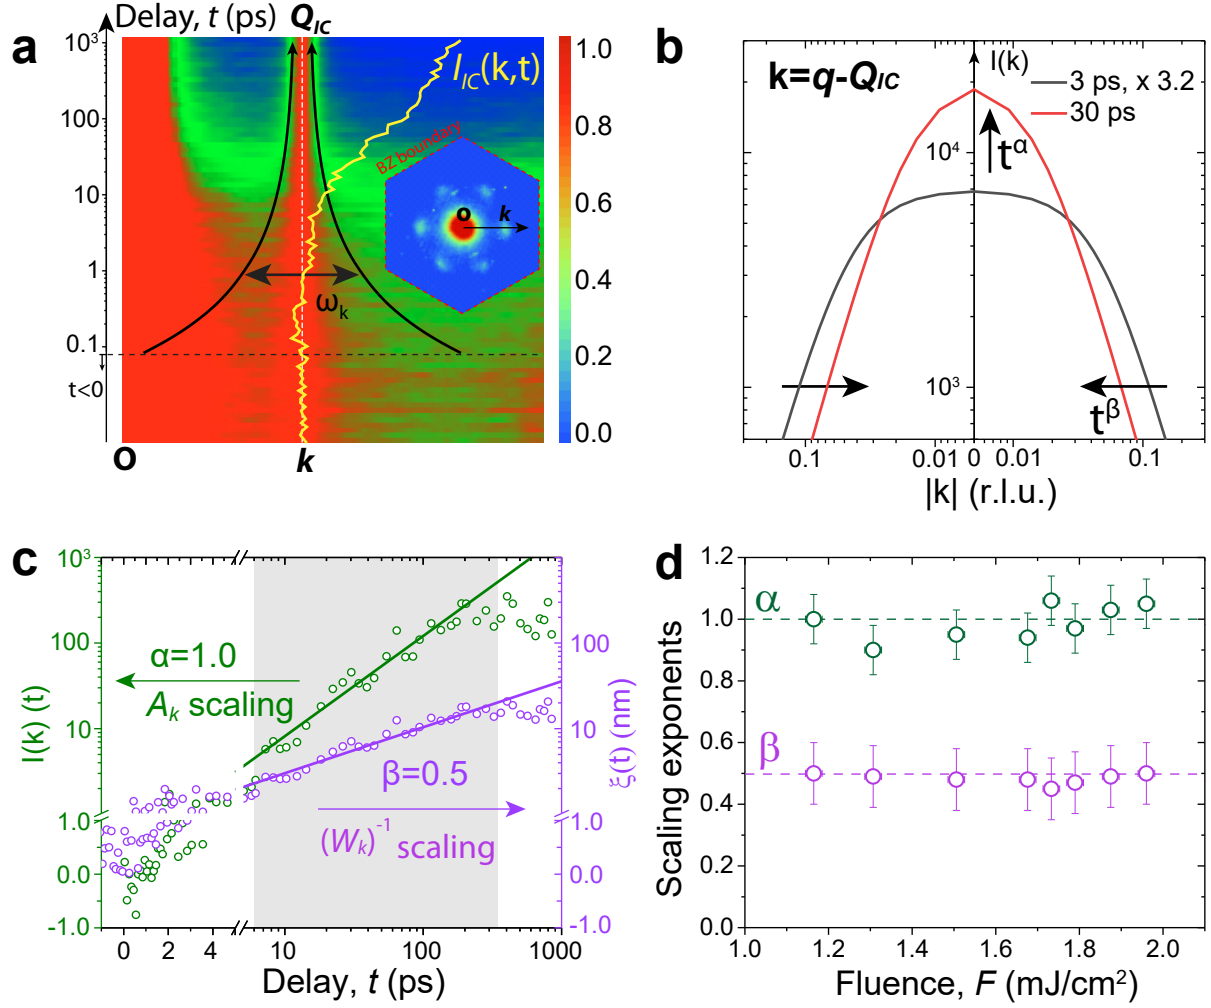 a
Delay, t (ps)
Q_IC
10³
100
10
1
0.1
t<0
I_IC(k,t)
BZ boundary
o
k
ω_k
O
k
1.0
0.8
0.6
0.4
0.2
0.0
b
k=q-Q_IC
I(k)
3 ps, x 3.2
30 ps
t^α
10⁴
10³
t^β
0.1
0.01
0
0.01
0.1
|k| (r.l.u.)
c
10³
100
10
1.0
0.0
-1.0
I(k) (t)
α=1.0
A_k scaling
β=0.5
(W_k)⁻¹ scaling
100
10
1.0
0.0
-1.0
ξ(t) (nm)
0
2
4
10
100
1000
Delay, t (ps)
d
1.2
1.0
0.8
0.6
0.4
0.2
0.0
Scaling exponents
α
β
1.0
1.2
1.4
1.6
1.8
2.0
Fluence, F (mJ/cm²)